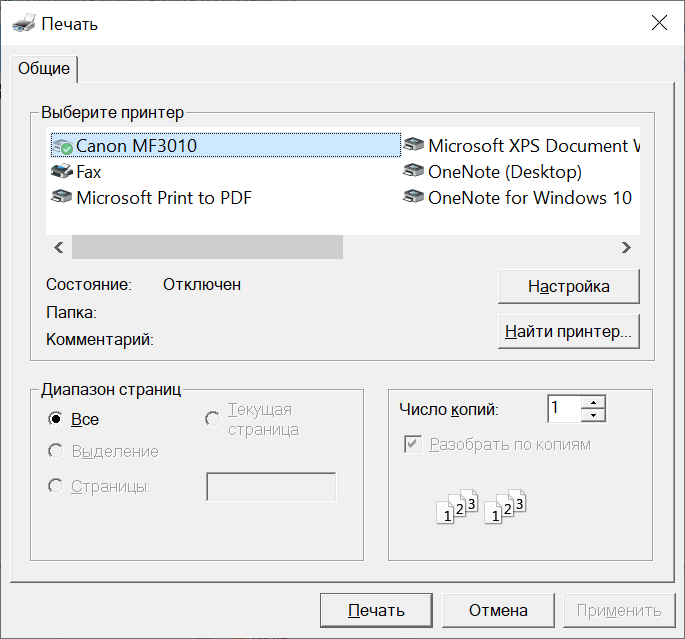 Печать
Общие
Выберите принтер
Canon MF3010
Microsoft XPS Document W
Fax
OneNote (Desktop)
Microsoft Print to PDF
OneNote for Windows 10
Состояние: Отключен
Настройка
Папка:
Найти принтер...
Комментарий:
Диапазон страниц
Все
Текущая
страница
Выделение
Страницы:
Число копий: 1
Разобрать по копиям
1 2 3 1 2 3
Печать
Отмена
Применить